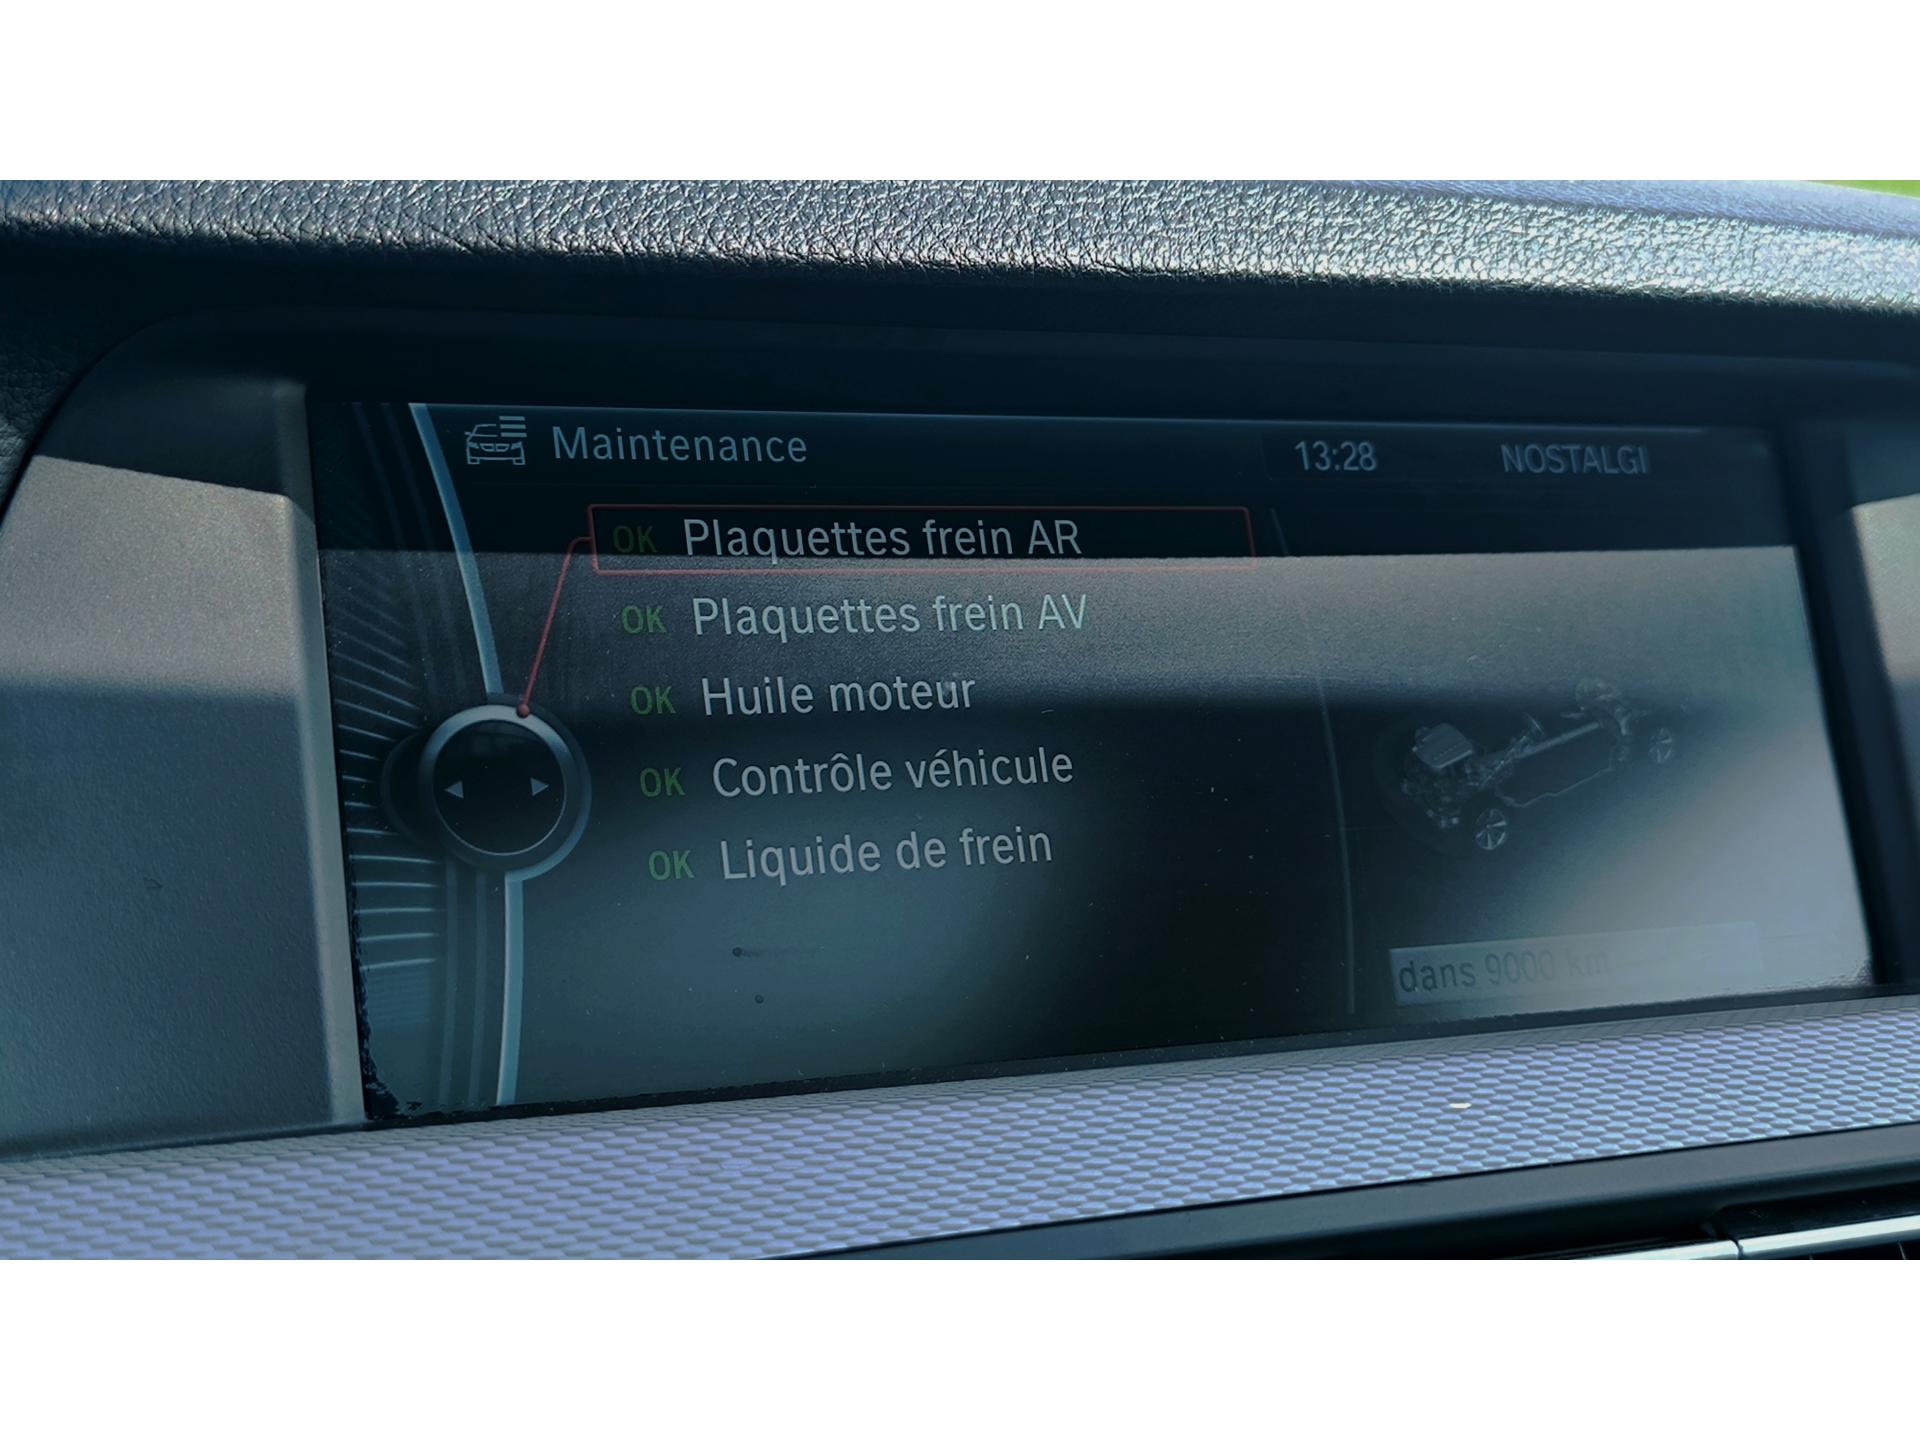 Maintenance 13:28 NOSTALGI
OK Plaquettes frein AR
OK Plaquettes frein AV
OK Huile moteur
OK Contrôle véhicule
OK Liquide de frein
dans 9000 km